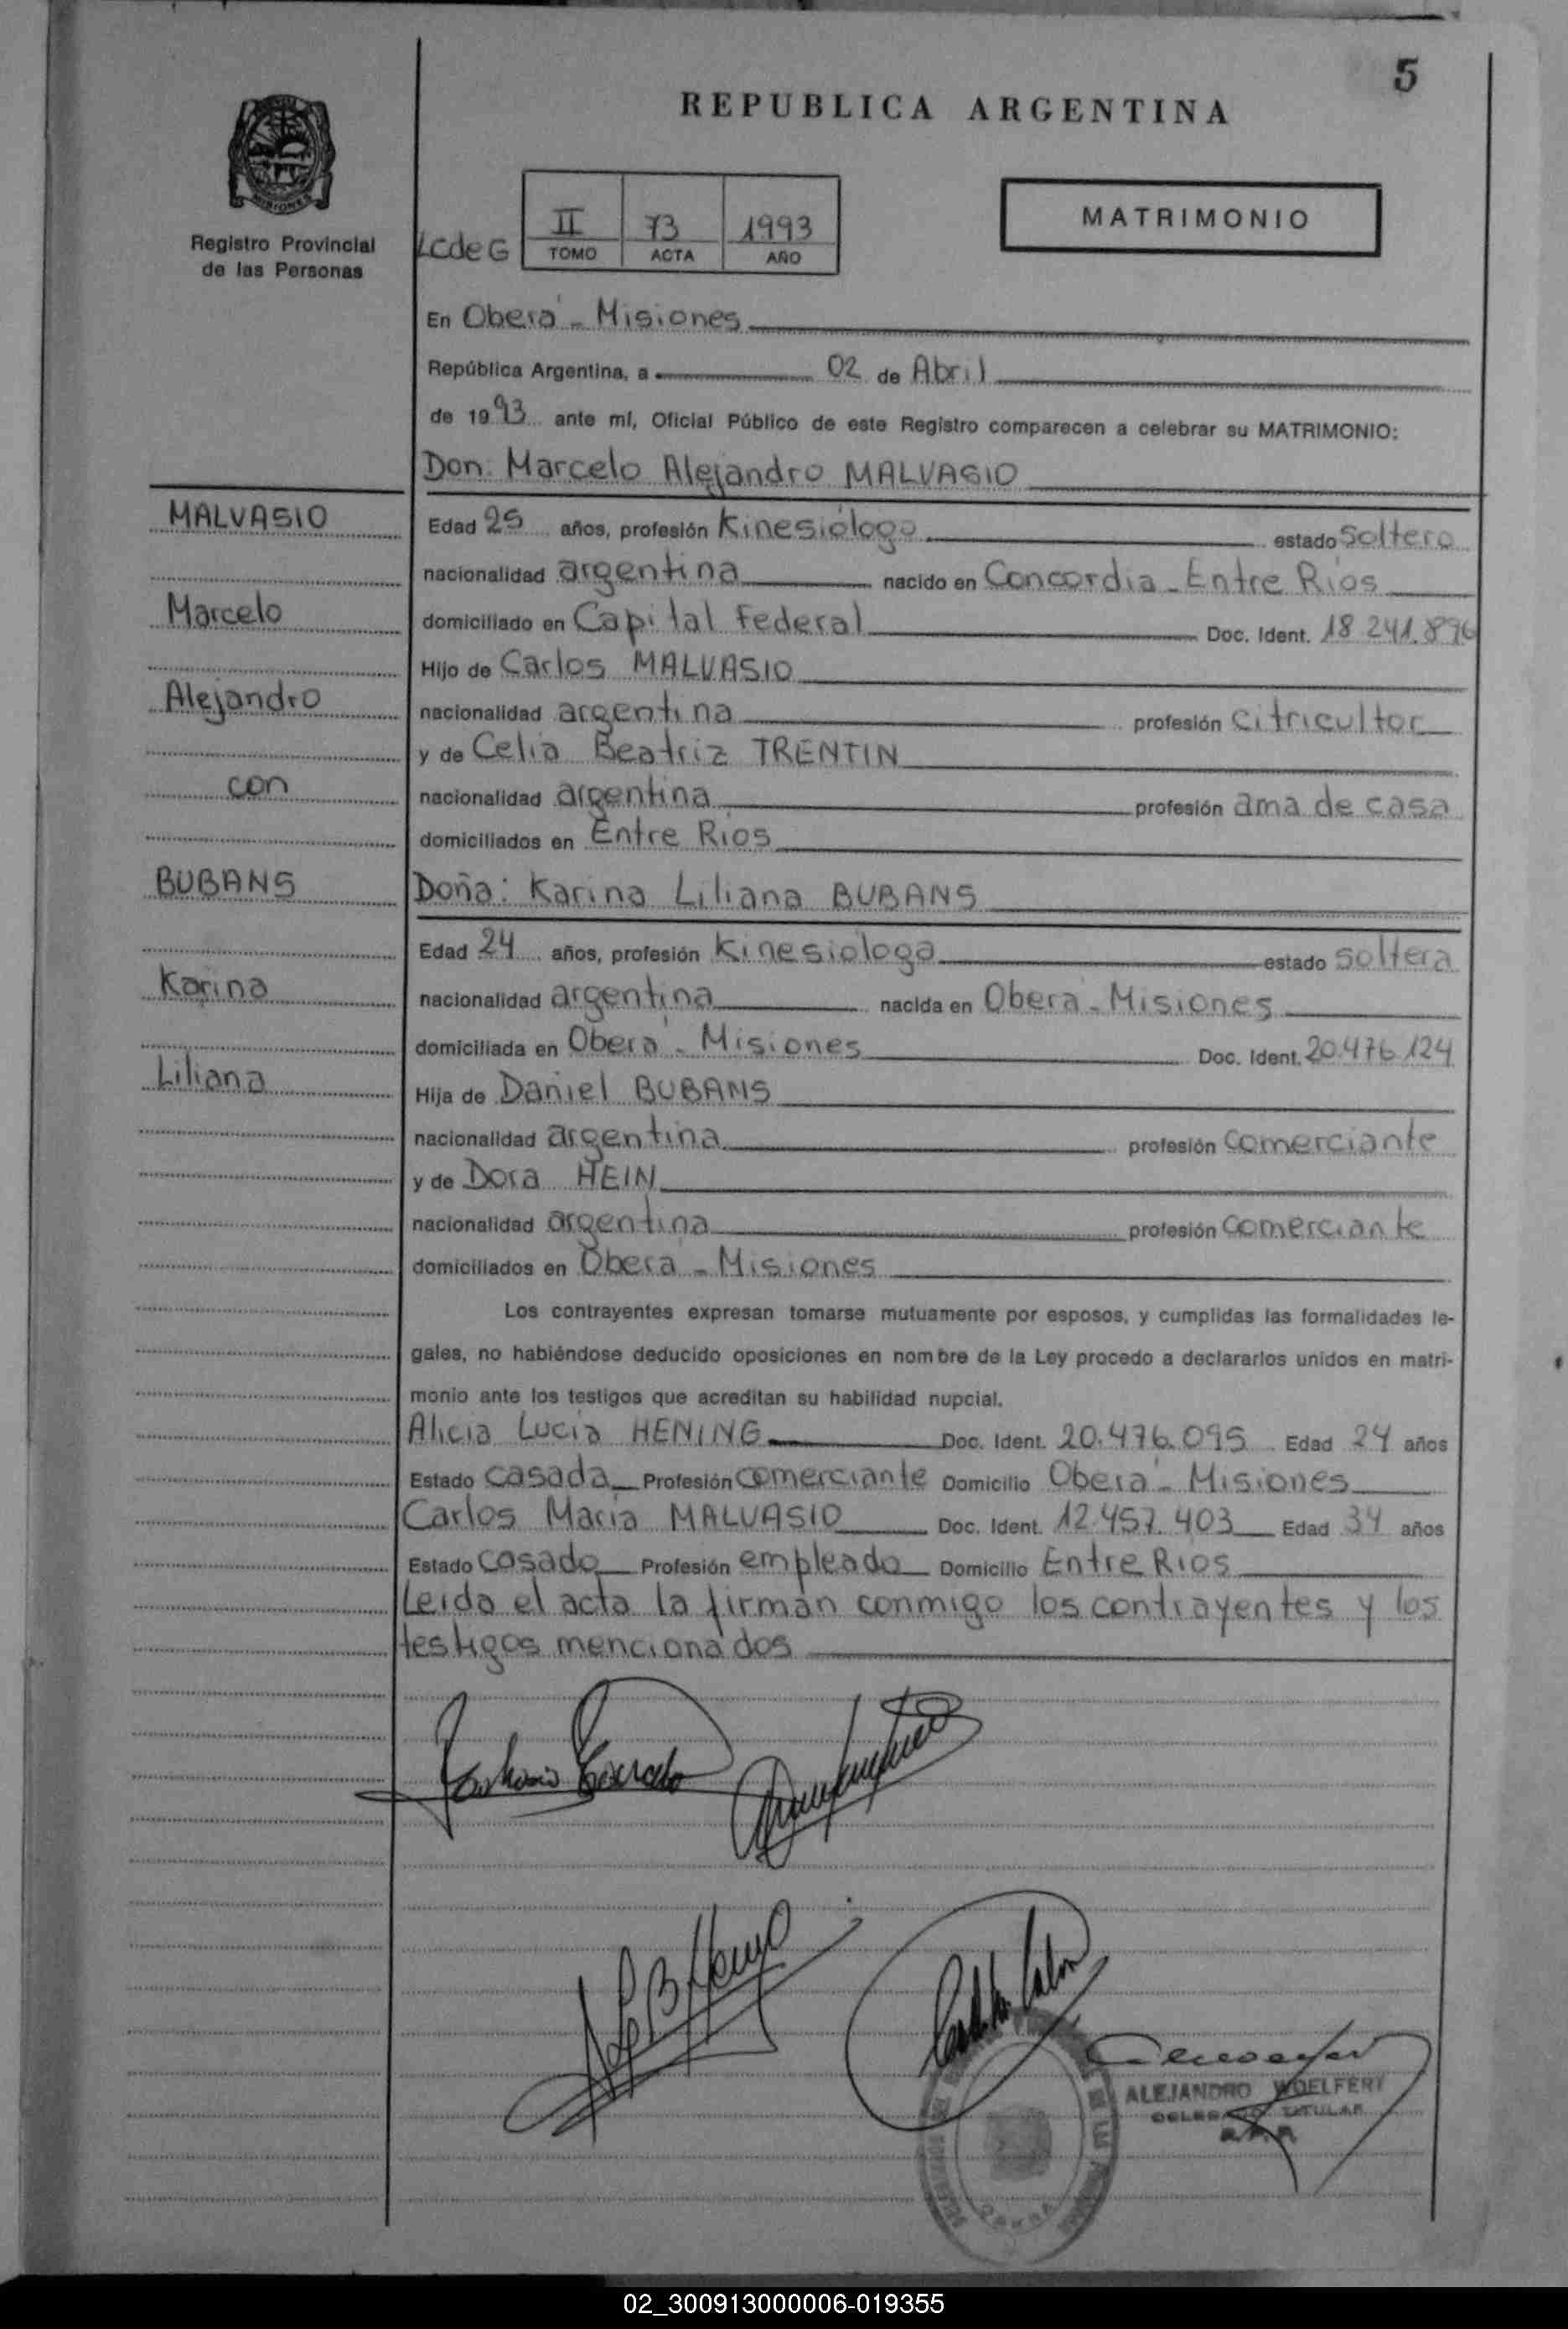 5
REPUBLICA ARGENTINA
MISIONES
Registro Provincial
de las Personas
LCdeG
II 73 1993
TOMO ACTA AÑO
MATRIMONIO
En Oberá - Misiones
República Argentina, a 02 de Abril
de 1993 ante mí, Oficial Público de este Registro comparecen a celebrar su MATRIMONIO:
Don: Marcelo Alejandro MALVASIO
MALVASIO
Marcelo
Alejandro
con
BUBANS
Karina
Liliana
Edad 25 años, profesión Kinesiólogo estado Soltero
nacionalidad argentina nacido en Concordia - Entre Ríos
domiciliado en Capital Federal Doc. Ident. 18.241.896
Hijo de Carlos MALVASIO
nacionalidad argentina profesión citricultor
y de Celia Beatriz TRENTIN
nacionalidad argentina profesión ama de casa
domiciliados en Entre Ríos
Doña: Karina Liliana BUBANS
Edad 24 años, profesión Kinesiologa estado soltera
nacionalidad argentina nacida en Oberá - Misiones
domiciliada en Oberá - Misiones Doc. Ident. 20.476.124
Hija de Daniel BUBANS
nacionalidad argentina profesión comerciante
y de Dora HEIN
nacionalidad argentina profesión comerciante
domiciliados en Oberá - Misiones
Los contrayentes expresan tomarse mutuamente por esposos, y cumplidas las formalidades le-
gales, no habiéndose deducido oposiciones en nombre de la Ley procedo a declararlos unidos en matri-
monio ante los testigos que acreditan su habilidad nupcial.
Alicia Lucia HENING Doc. Ident. 20.476.095 Edad 24 años
Estado casada Profesión comerciante Domicilio Oberá - Misiones
Carlos María MALVASIO Doc. Ident. 12.457.403 Edad 34 años
Estado casado Profesión empleado Domicilio Entre Ríos
Leida el acta la firman conmigo los contrayentes y los
testigos mencionados
ALEJANDRO WOELFERT
DELEGADO TITULAR
R.P.P.
OBERA
02_300913000006-019355